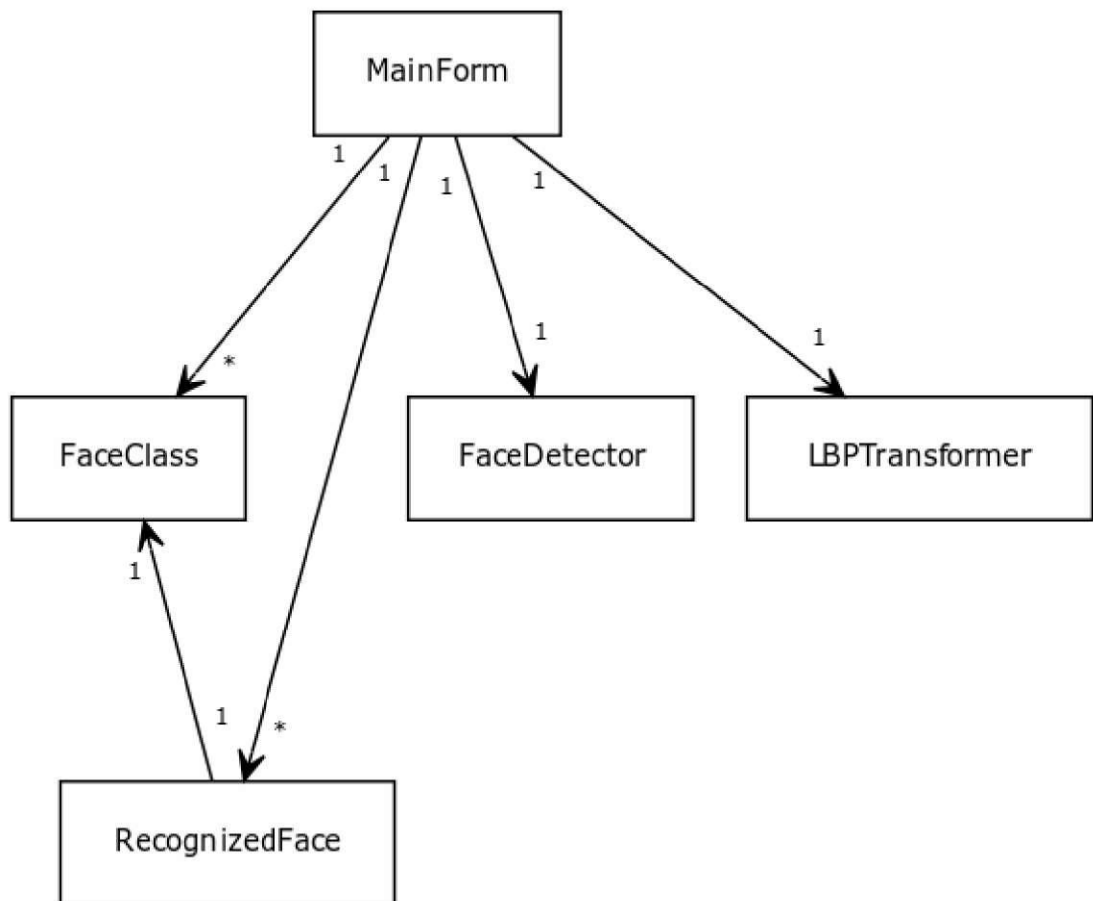 MainForm
1
1
1
1
*
1
1
FaceClass
FaceDetector
LBPTransformer
1
1
*
RecognizedFace